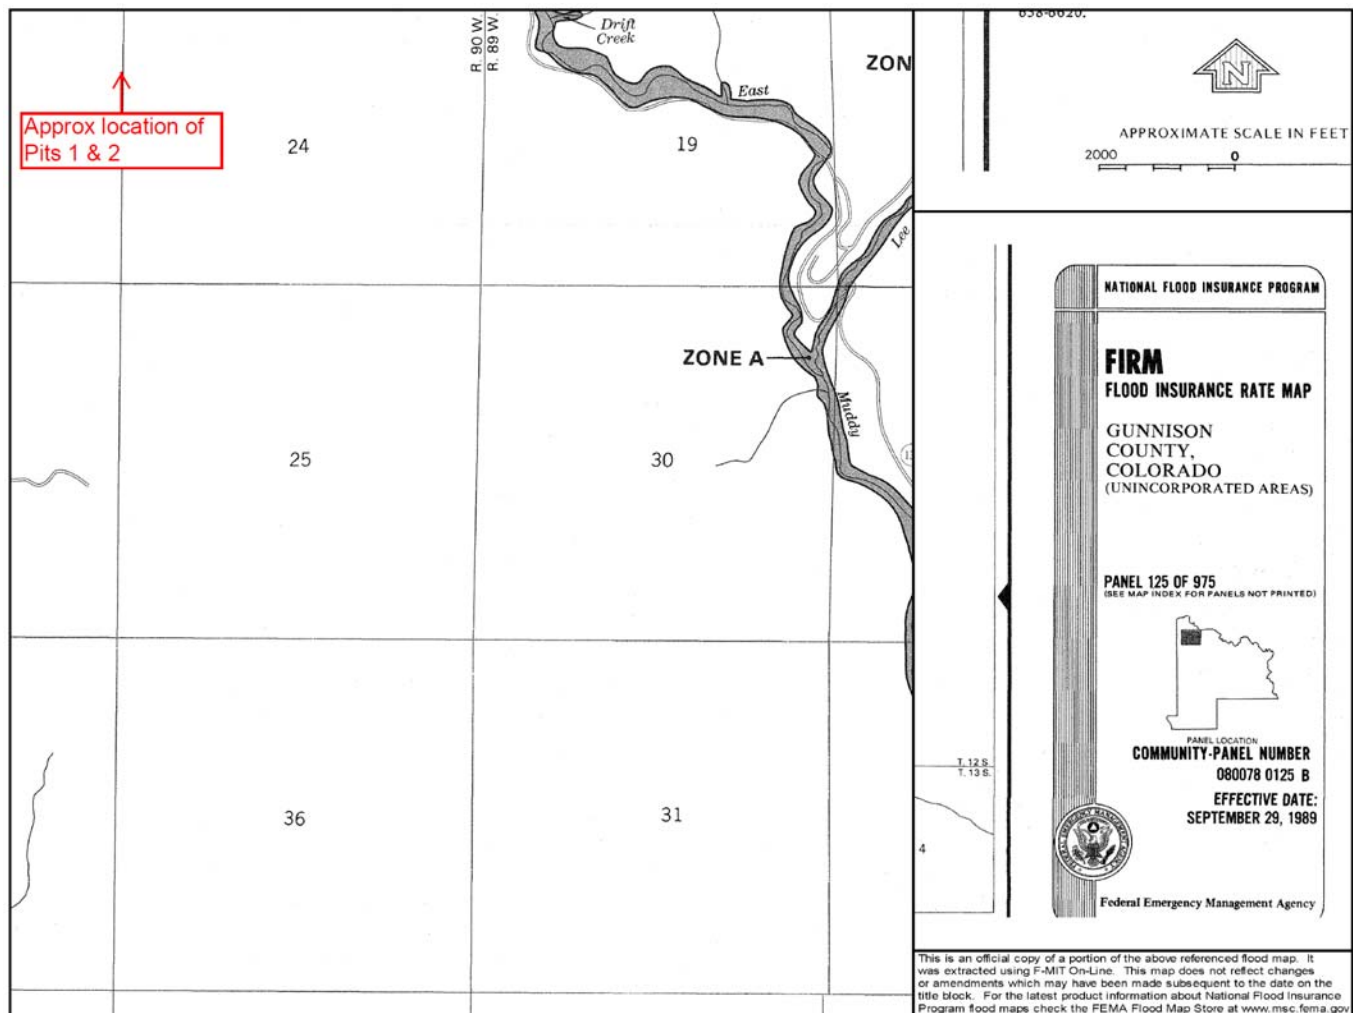 R. 90 W.
R. 89 W.
Drift
Creek
ZON
East
Approx location of
Pits 1 & 2
24
19
Lee
ZONE A
Muddy
25
30
36
31
638-6620.
N
APPROXIMATE SCALE IN FEET
2000 0
NATIONAL FLOOD INSURANCE PROGRAM
FIRM
FLOOD INSURANCE RATE MAP
GUNNISON
COUNTY,
COLORADO
(UNINCORPORATED AREAS)
PANEL 125 OF 975
(SEE MAP INDEX FOR PANELS NOT PRINTED)
PANEL LOCATION
COMMUNITY-PANEL NUMBER
080078 0125 B
EFFECTIVE DATE:
SEPTEMBER 29, 1989
T. 12 S.
T. 13 S.
4
Federal Emergency Management Agency
This is an official copy of a portion of the above referenced flood map. It
was extracted using F-MIT On-Line. This map does not reflect changes
or amendments which may have been made subsequent to the date on the
title block. For the latest product information about National Flood Insurance
Program flood maps check the FEMA Flood Map Store at www.msc.fema.gov